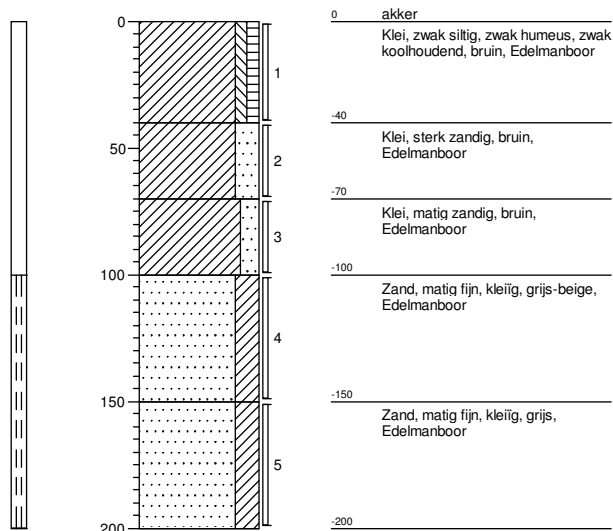 0
50
100
150
200
1
2
3
4
5
0 akker
Klei, zwak siltig, zwak humeus, zwak
koolhoudend, bruin, Edelmanboor
-40
Klei, sterk zandig, bruin,
Edelmanboor
-70
Klei, matig zandig, bruin,
Edelmanboor
-100
Zand, matig fijn, kleiïg, grijs-beige,
Edelmanboor
-150
Zand, matig fijn, kleiïg, grijs,
Edelmanboor
-200